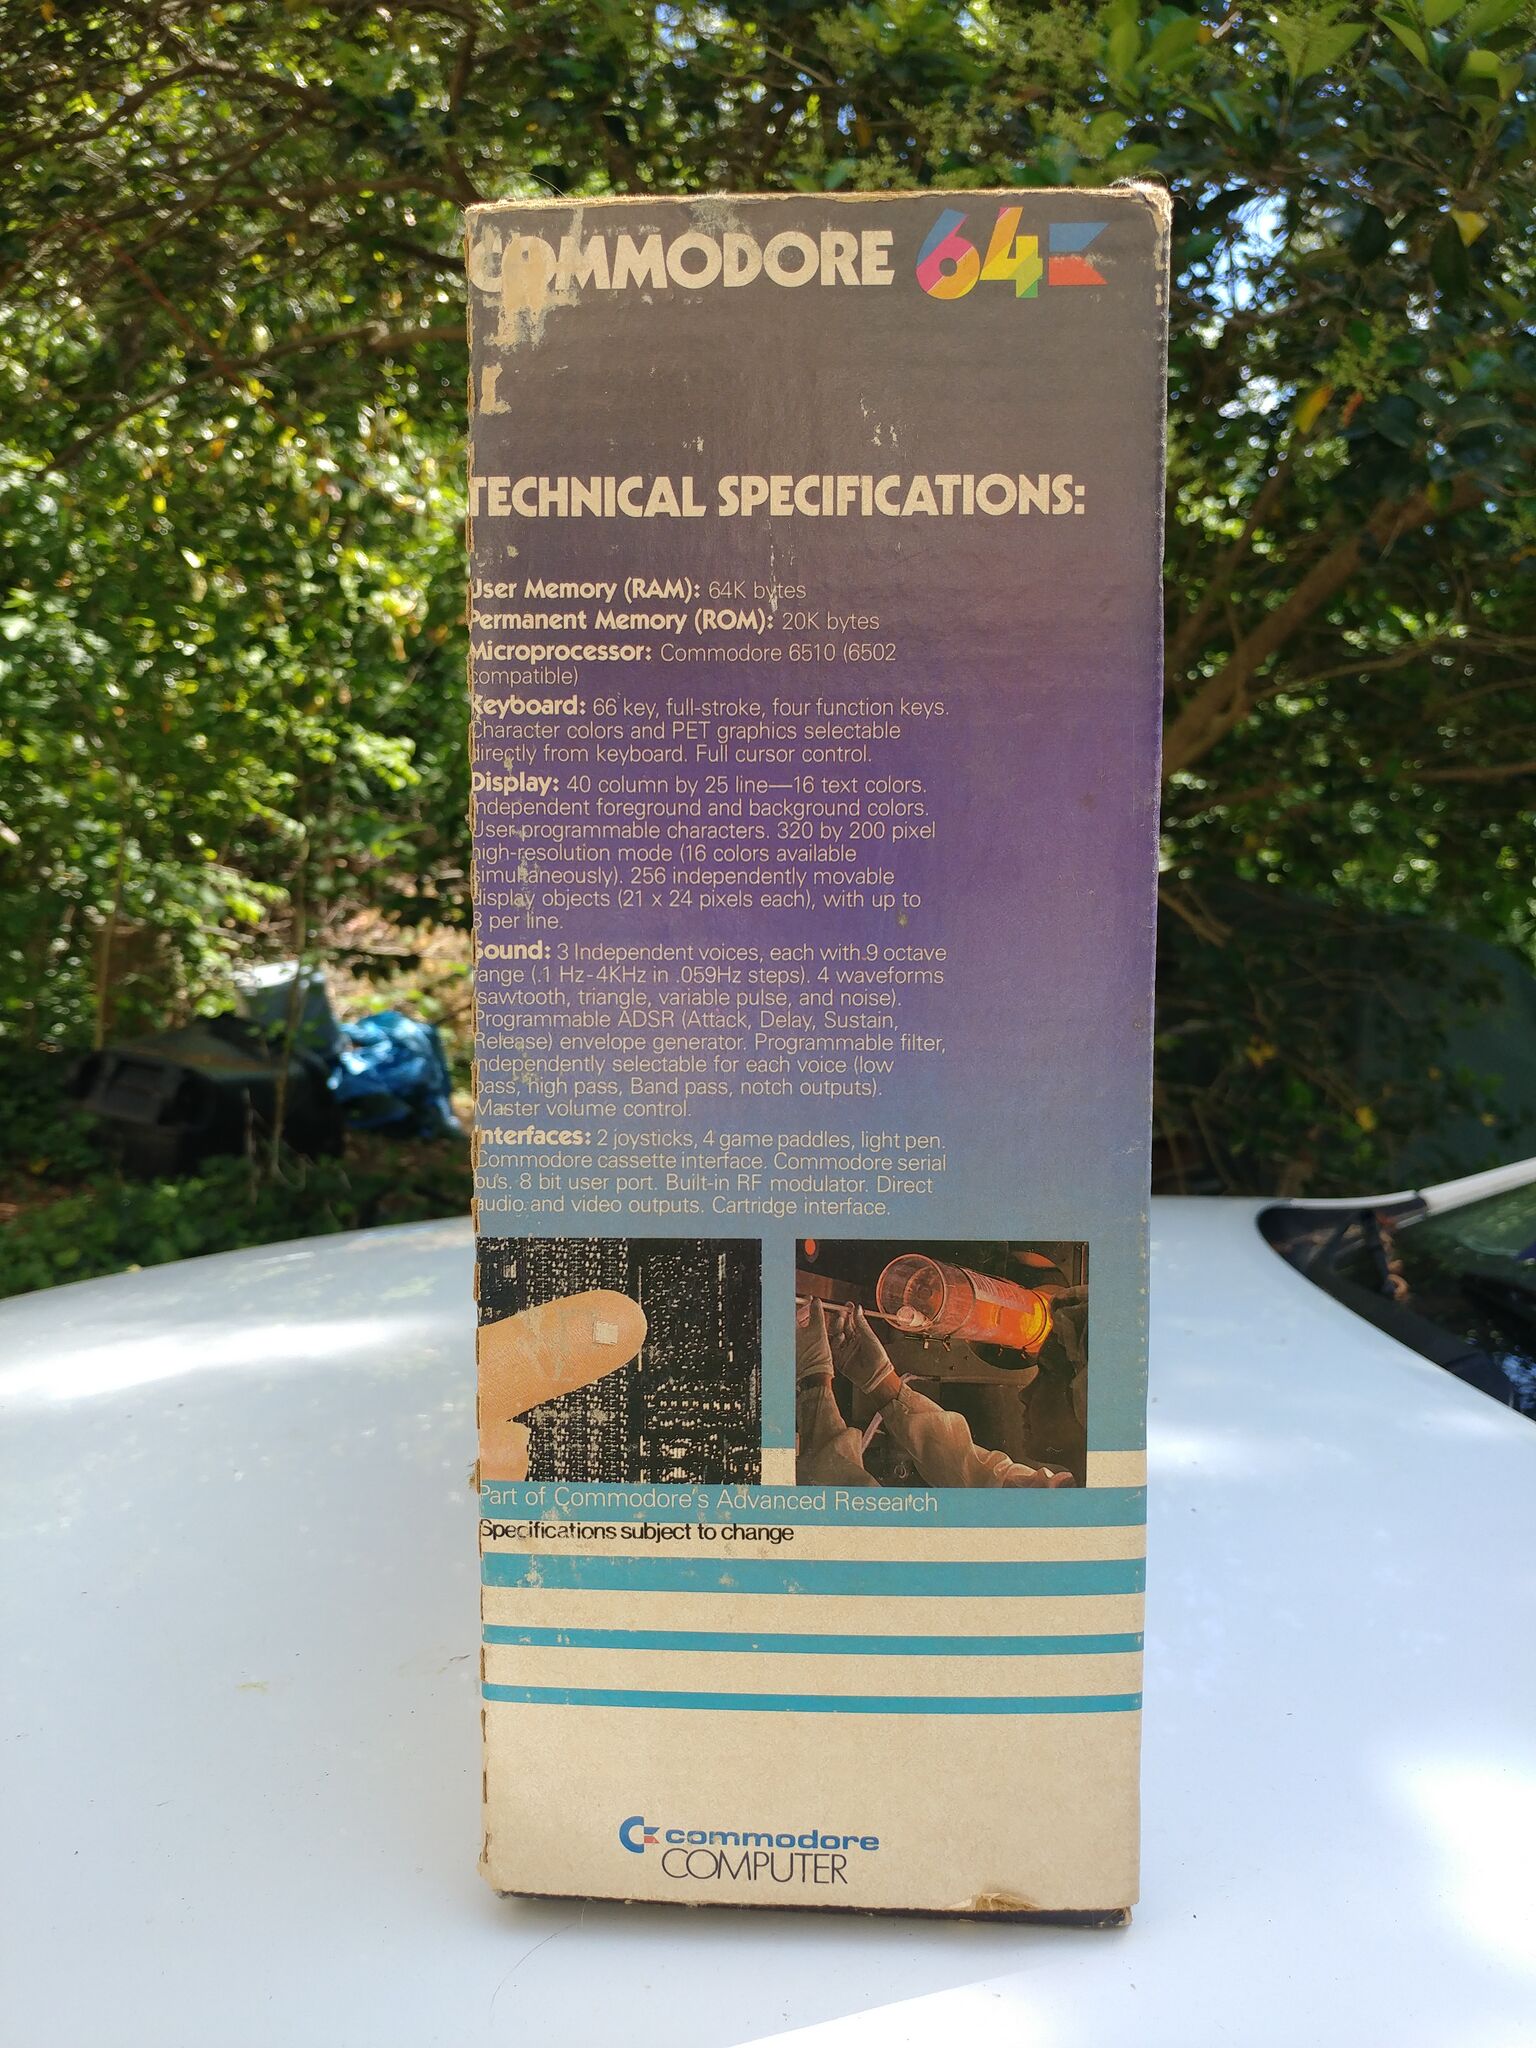 COMMODORE 64
TECHNICAL SPECIFICATIONS:
User Memory (RAM): 64K bytes
Permanent Memory (ROM): 20K bytes
Microprocessor: Commodore 6510 (6502
compatible)
Keyboard: 66 key, full-stroke, four function keys.
Character colors and PET graphics selectable
directly from keyboard. Full cursor control.
Display: 40 column by 25 line—16 text colors.
Independent foreground and background colors.
User-programmable characters. 320 by 200 pixel
high-resolution mode (16 colors available
simultaneously). 256 independently movable
display objects (21 x 24 pixels each), with up to
8 per line.
Sound: 3 Independent voices, each with 9 octave
range (.1 Hz-4KHz in .059Hz steps). 4 waveforms
(sawtooth, triangle, variable pulse, and noise).
Programmable ADSR (Attack, Delay, Sustain,
Release) envelope generator. Programmable filter,
independently selectable for each voice (low
pass, high pass, Band pass, notch outputs).
Master volume control.
Interfaces: 2 joysticks, 4 game paddles, light pen.
Commodore cassette interface. Commodore serial
bus. 8 bit user port. Built-in RF modulator. Direct
audio and video outputs. Cartridge interface.
Part of Commodore's Advanced Research
Specifications subject to change
commodore
COMPUTER